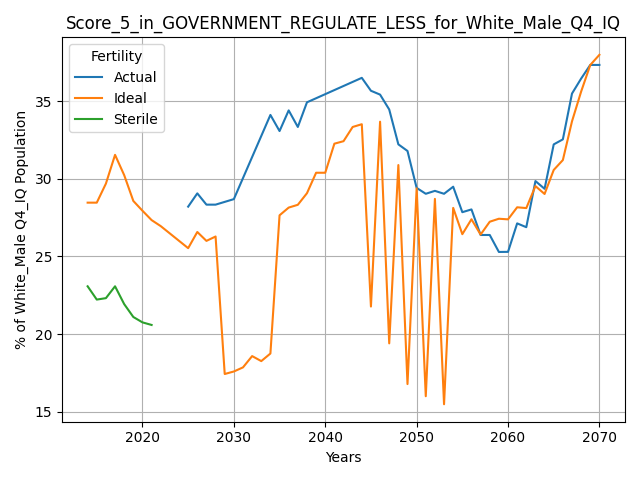 Score_5_in_GOVERNMENT_REGULATE_LESS_for_White_Male_Q4_IQ
Fertility
Actual
Ideal
Sterile
% of White_Male Q4_IQ Population
35
30
25
20
15
2020 2030 2040 2050 2060 2070
Years